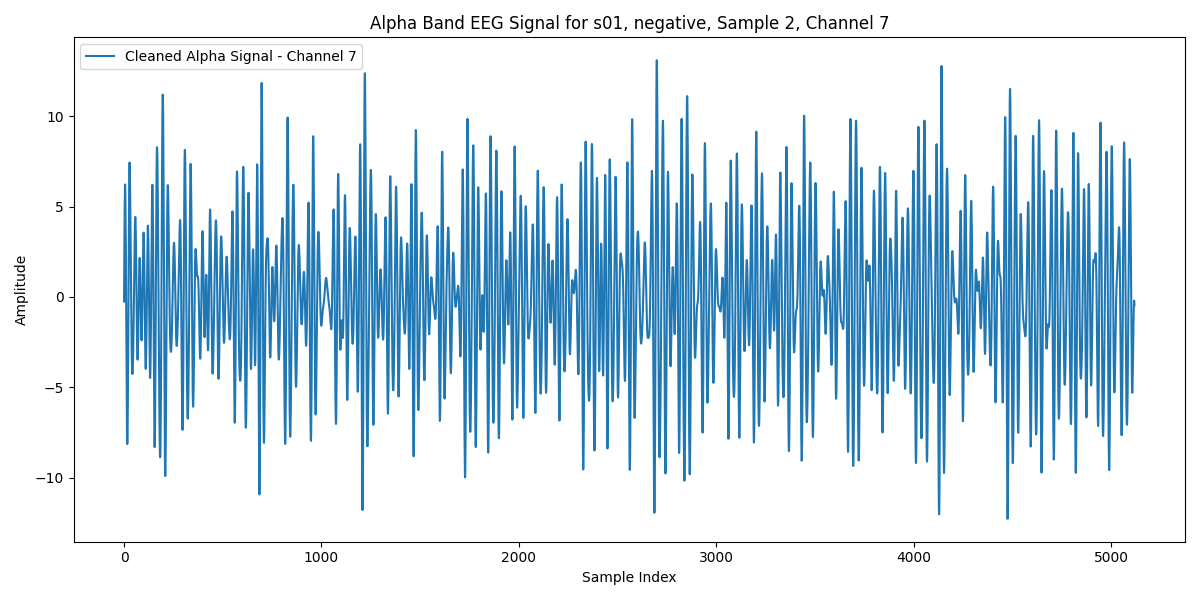 Alpha Band EEG Signal for s01, negative, Sample 2, Channel 7
Cleaned Alpha Signal - Channel 7
10
5
0
−5
−10
Amplitude
0 1000 2000 3000 4000 5000
Sample Index